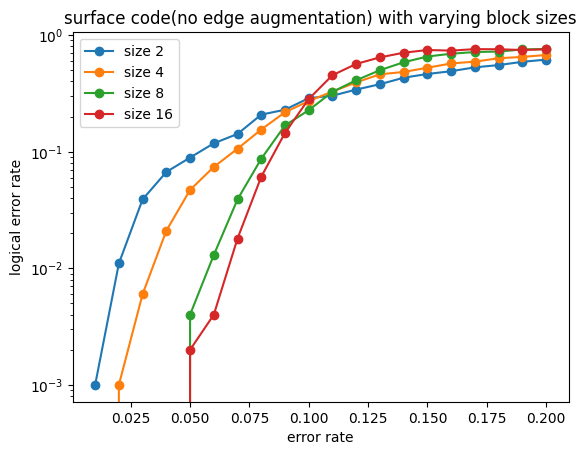 surface code(no edge augmentation) with varying block sizes
size 2
size 4
size 8
size 16
10⁰
10⁻¹
10⁻²
10⁻³
logical error rate
0.025 0.050 0.075 0.100 0.125 0.150 0.175 0.200
error rate